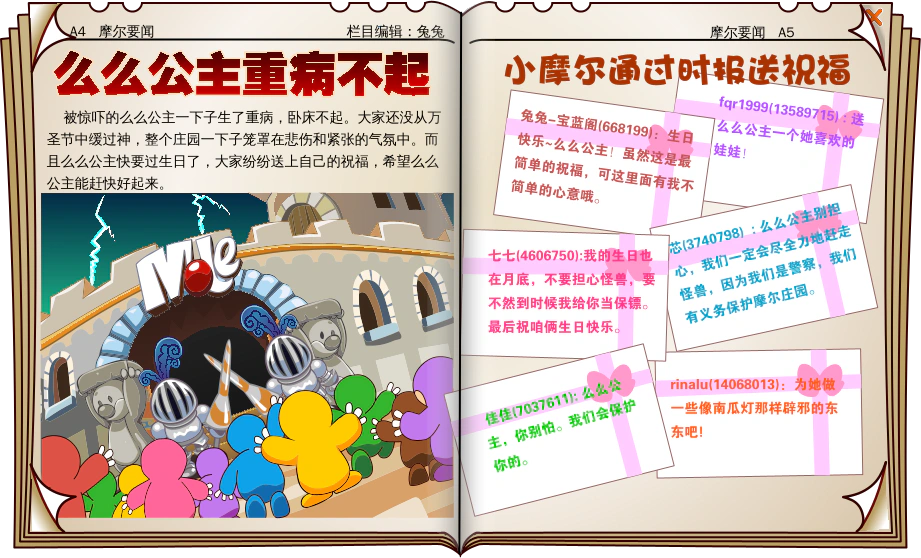 A4 摩尔要闻
栏目编辑：兔兔
么么公主重病不起
被惊吓的么么公主一下子生了重病，卧床不起。大家还没从万
圣节中缓过神，整个庄园一下子笼罩在悲伤和紧张的气氛中。而
且么么公主快要过生日了，大家纷纷送上自己的祝福，希望么么
公主能赶快好起来。
Mole
摩尔要闻 A5
小摩尔通过时报送祝福
兔兔-宝蓝阁(668199)：生日
快乐~么么公主！虽然这是最
简单的祝福，可这里面有我不
简单的心意哦。
fqr1999(13589715)：送
么么公主一个她喜欢的
娃娃！
七七(4606750):我的生日也
在月底，不要担心怪兽，要
不然到时候我给你当保镖。
最后祝咱俩生日快乐。
芯(3740798)：么么公主别担
心，我们一定会尽全力地赶走
怪兽，因为我们是警察，我们
有义务保护摩尔庄园。
佳佳(7037611)：么么公
主，你别怕。我们会保护
你的。
rinalu(14068013)：为她做
一些像南瓜灯那样辟邪的东
东吧！